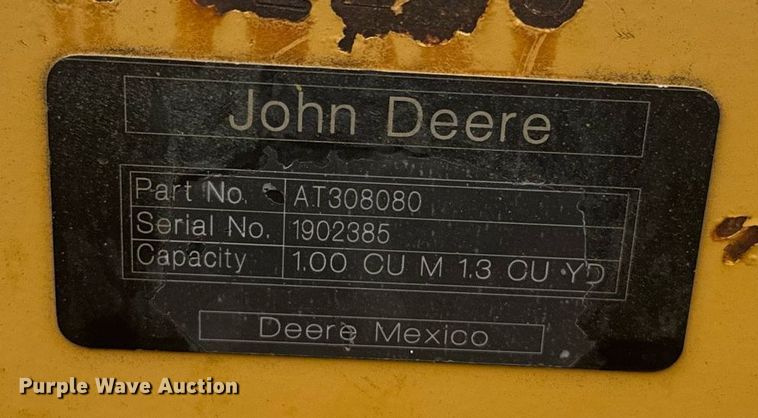 John Deere
Part No. AT308080
Serial No. 1902385
Capacity 1.00 CU M 1.3 CU YD
Deere Mexico
Purple Wave Auction